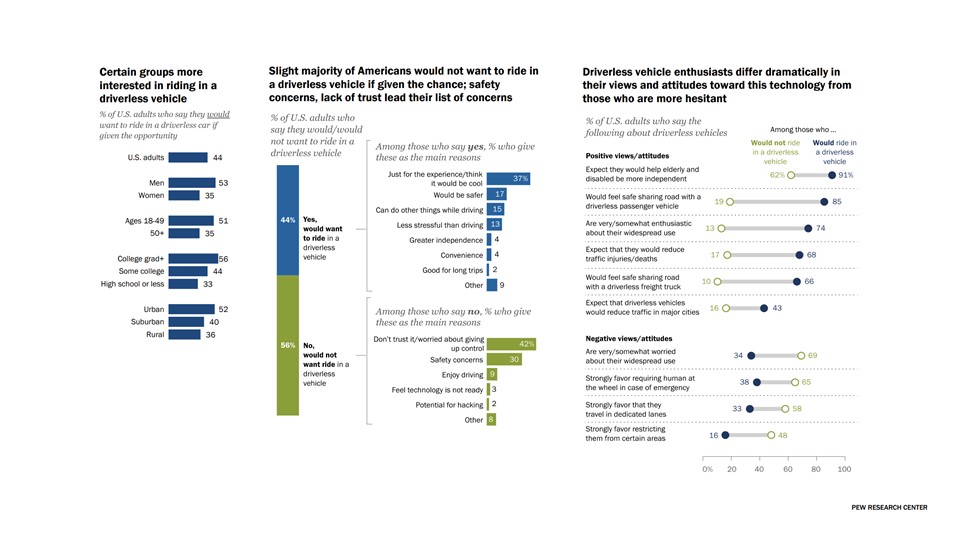 Certain groups more
interested in riding in a
driverless vehicle
% of U.S. adults who say they would
want to ride in a driverless car if
given the opportunity
U.S. adults 44
Men 53
Women 35
Ages 18-49 51
50+ 35
College grad+ 56
Some college 44
High school or less 33
Urban 52
Suburban 40
Rural 36
Slight majority of Americans would not want to ride in
a driverless vehicle if given the chance; safety
concerns, lack of trust lead their list of concerns
% of U.S. adults who
say they would/would
not want to ride in a
driverless vehicle
44%
Yes,
would want
to ride in a
driverless
vehicle
56%
No,
would not
want ride in a
driverless
vehicle
Among those who say yes, % who give
these as the main reasons
Just for the experience/think
it would be cool 37%
Would be safer 17
Can do other things while driving 15
Less stressful than driving 13
Greater independence 4
Convenience 4
Good for long trips 2
Other 9
Among those who say no, % who give
these as the main reasons
Don't trust it/worried about giving
up control 42%
Safety concerns 30
Enjoy driving 9
Feel technology is not ready 3
Potential for hacking 2
Other 8
Driverless vehicle enthusiasts differ dramatically in
their views and attitudes toward this technology from
those who are more hesitant
% of U.S. adults who say the
following about driverless vehicles
Among those who ...
Would not ride
in a driverless
vehicle
Would ride in
a driverless
vehicle
Positive views/attitudes
Expect they would help elderly and
disabled be more independent
62% 91%
Would feel safe sharing road with a
driverless passenger vehicle
19 85
Are very/somewhat enthusiastic
about their widespread use
13 74
Expect that they would reduce
traffic injuries/deaths
17 68
Would feel safe sharing road
with a driverless freight truck
10 66
Expect that driverless vehicles
would reduce traffic in major cities
16 43
Negative views/attitudes
Are very/somewhat worried
about their widespread use
34 69
Strongly favor requiring human at
the wheel in case of emergency
38 65
Strongly favor that they
travel in dedicated lanes
33 58
Strongly favor restricting
them from certain areas
16 48
0% 20 40 60 80 100
PEW RESEARCH CENTER